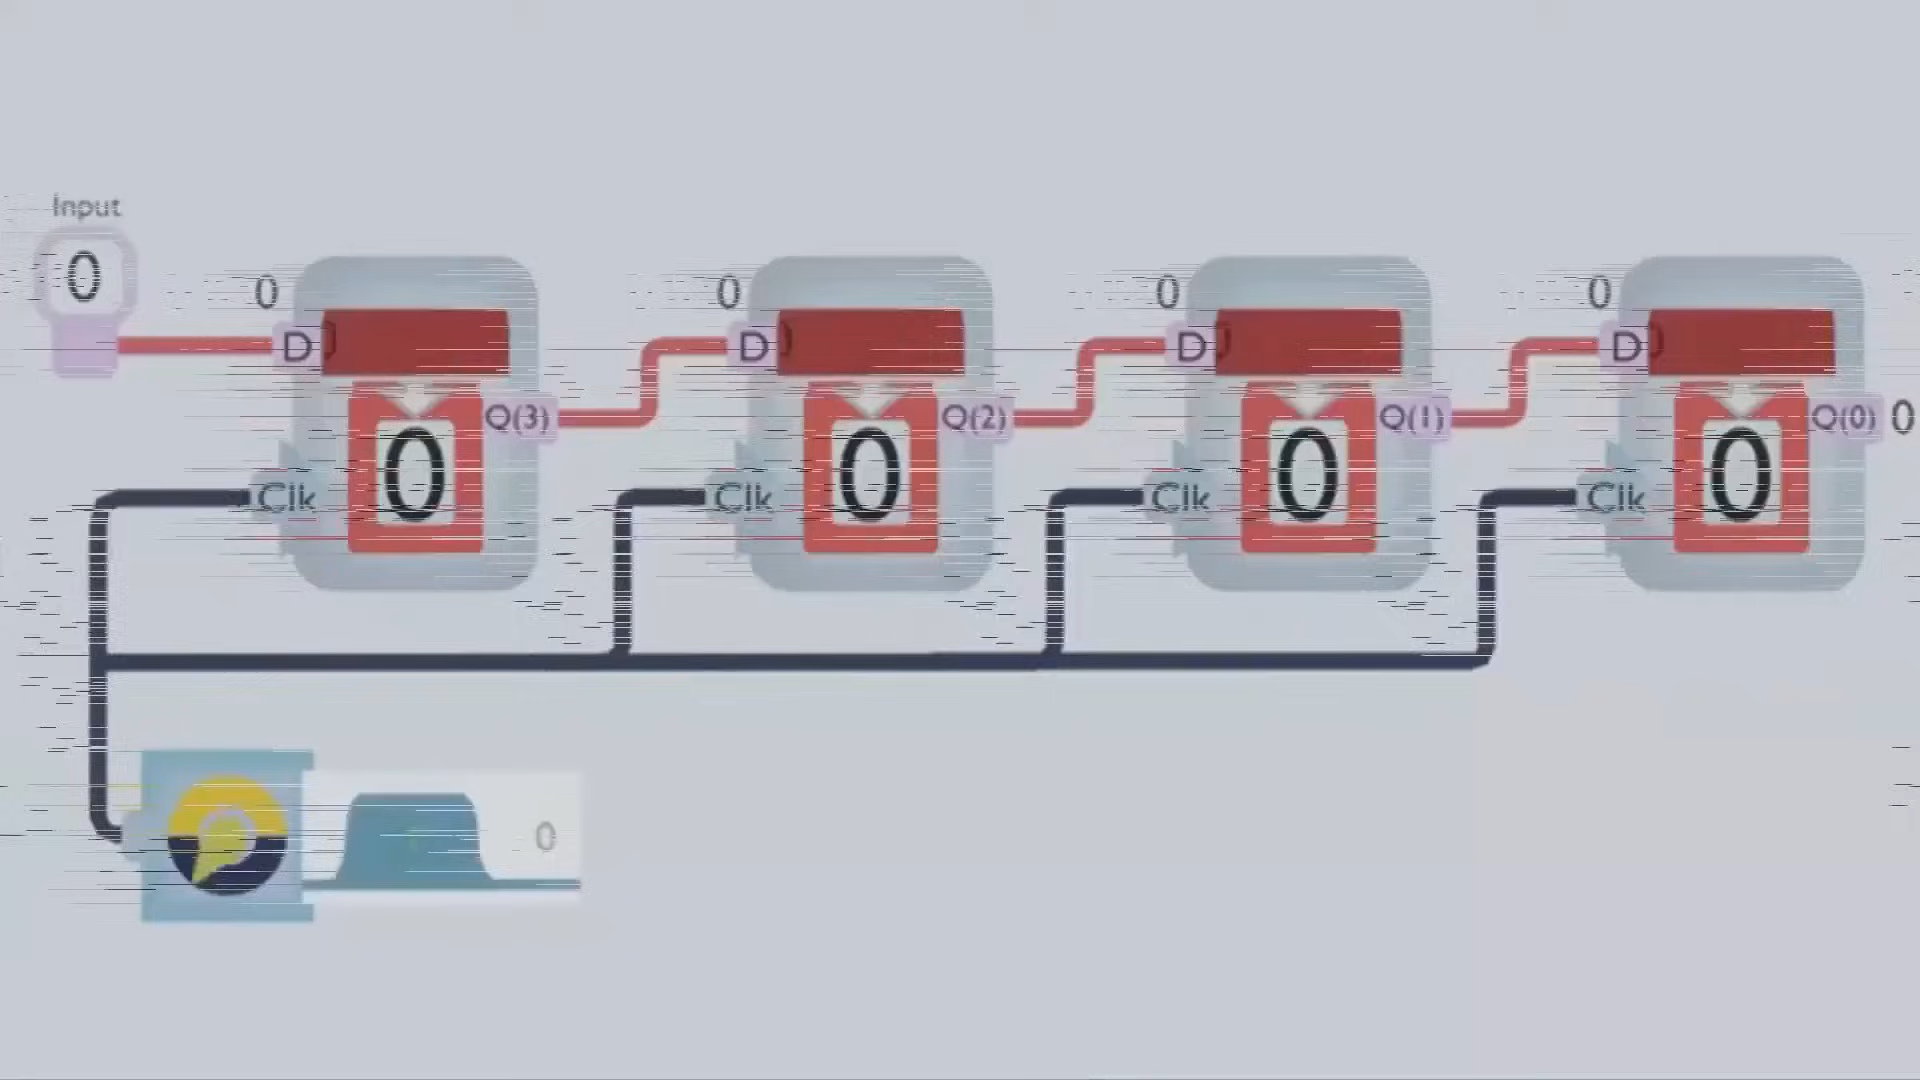 Input
0
0 0 0 0
D D D D
Q(3) Q(2) Q(1) Q(0) 0
0 0 0 0
Clk Clk Clk Clk
0